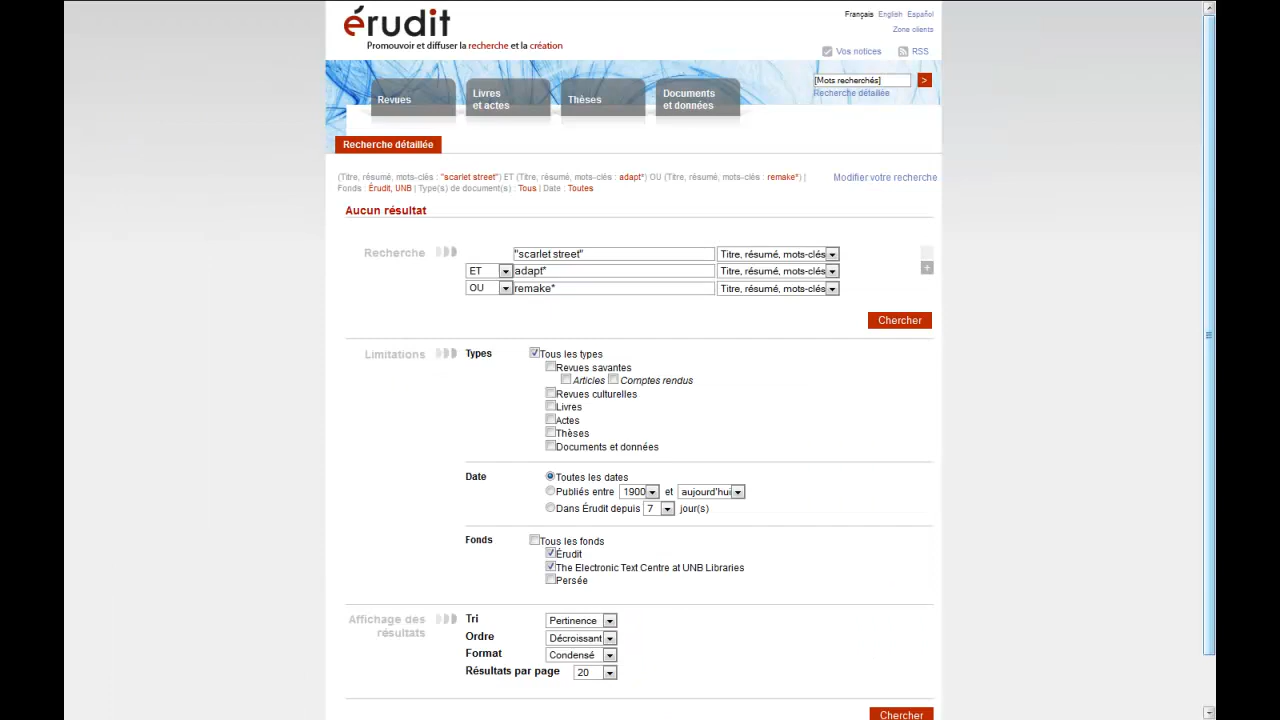 érudit
Promouvoir et diffuser la recherche et la création
Français English Español
Zone clients
Vos notices RSS
Revues
Livres et actes
Thèses
Documents et données
[Mots recherchés] >
Recherche détaillée
Recherche détaillée
(Titre, résumé, mots-clés : "scarlet street") ET (Titre, résumé, mots-clés : adapt*) OU (Titre, résumé, mots-clés : remake*) |
Fonds : Érudit, UNB | Type(s) de document(s) : Tous | Date : Toutes
Modifier votre recherche
Aucun résultat
Recherche "scarlet street" Titre, résumé, mots-clés
ET adapt* Titre, résumé, mots-clés
+
OU remake* Titre, résumé, mots-clés
Chercher
Limitations Types Tous les types
Revues savantes
Articles Comptes rendus
Revues culturelles
Livres
Actes
Thèses
Documents et données
Date Toutes les dates
Publiés entre 1900 et aujourd'hui
Dans Érudit depuis 7 jour(s)
Fonds Tous les fonds
Érudit
The Electronic Text Centre at UNB Libraries
Persée
Affichage des résultats
Tri Pertinence
Ordre Décroissant
Format Condensé
Résultats par page 20
Chercher